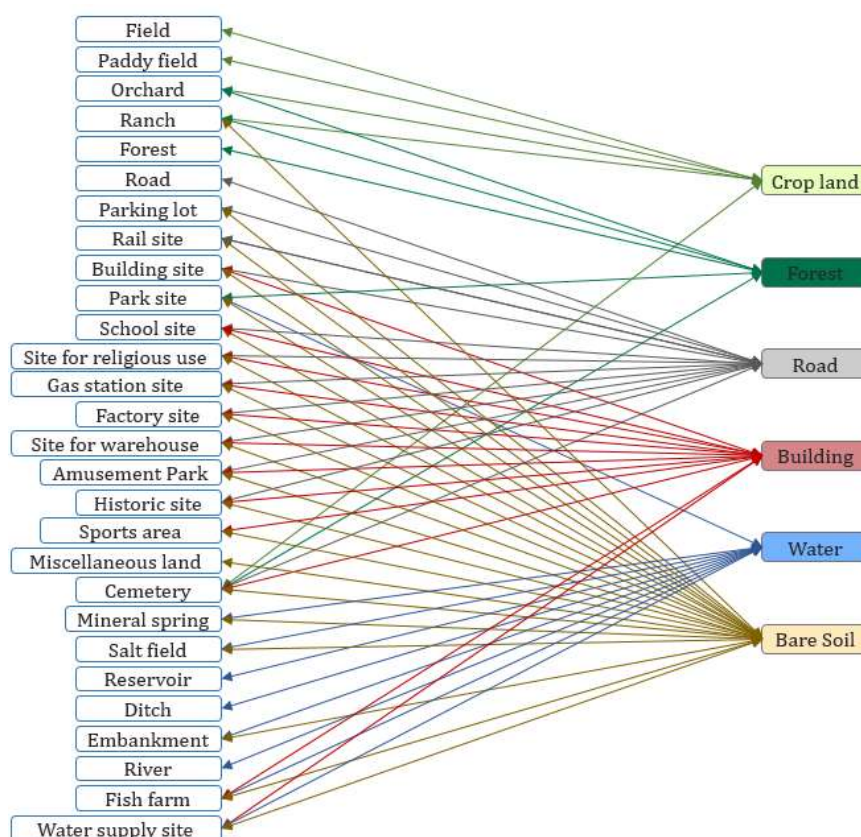 Field
Paddy field
Orchard
Ranch
Forest
Road
Parking lot
Rail site
Building site
Park site
School site
Site for religious use
Gas station site
Factory site
Site for warehouse
Amusement Park
Historic site
Sports area
Miscellaneous land
Cemetery
Mineral spring
Salt field
Reservoir
Ditch
Embankment
River
Fish farm
Water supply site
Crop land
Forest
Road
Building
Water
Bare Soil